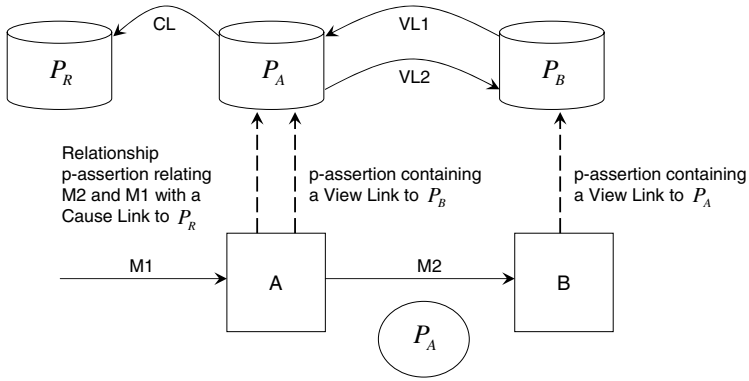 CL
VL1
P_R
P_A
P_B
VL2
Relationship
p-assertion relating
M2 and M1 with a
Cause Link to P_R
p-assertion containing
a View Link to P_B
p-assertion containing
a View Link to P_A
M1
A
M2
B
P_A